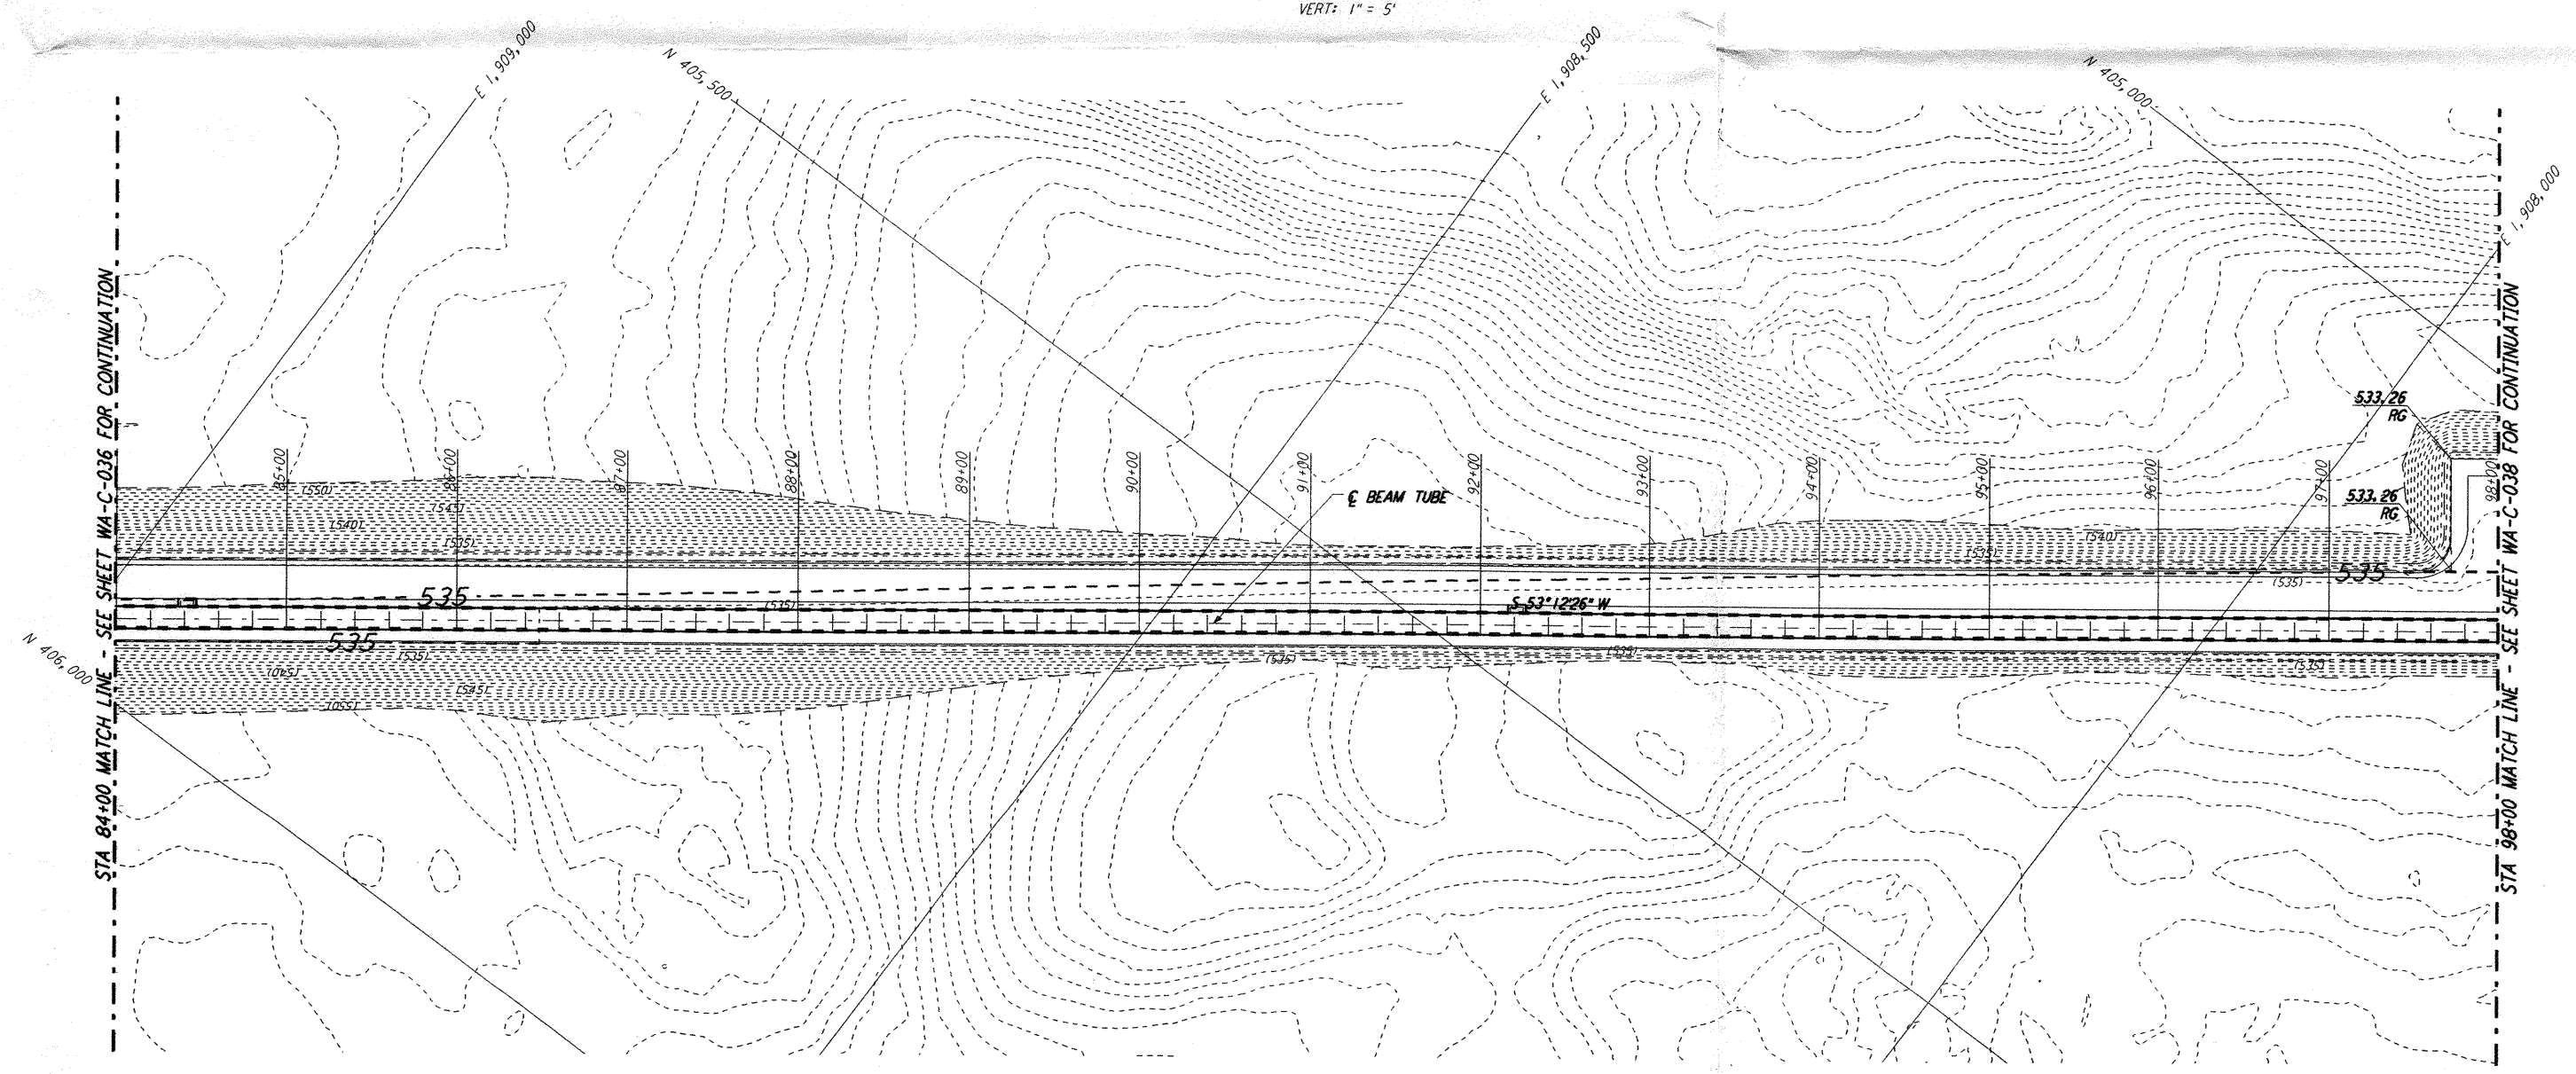 VERT: 1" = 5'
E 1,909,000
N 405,500
E 1,908,500
N 405,000
E 1,908,000
N 406,000
STA 84+00 MATCH LINE - SEE SHEET WA-C-036 FOR CONTINUATION
STA 98+00 MATCH LINE - SEE SHEET WA-C-038 FOR CONTINUATION
533.26
RG
533.26
RG
85+00
86+00
87+00
88+00
89+00
90+00
91+00
92+00
93+00
94+00
95+00
96+00
97+00
98+00
℄ BEAM TUBE
(550)
(545)
(540)
(535)
(535)
(540)
(535)
535
535
(535)
S 53°12'26" W
535
(535)
(535)
(535)
(535)
(540)
(545)
(550)